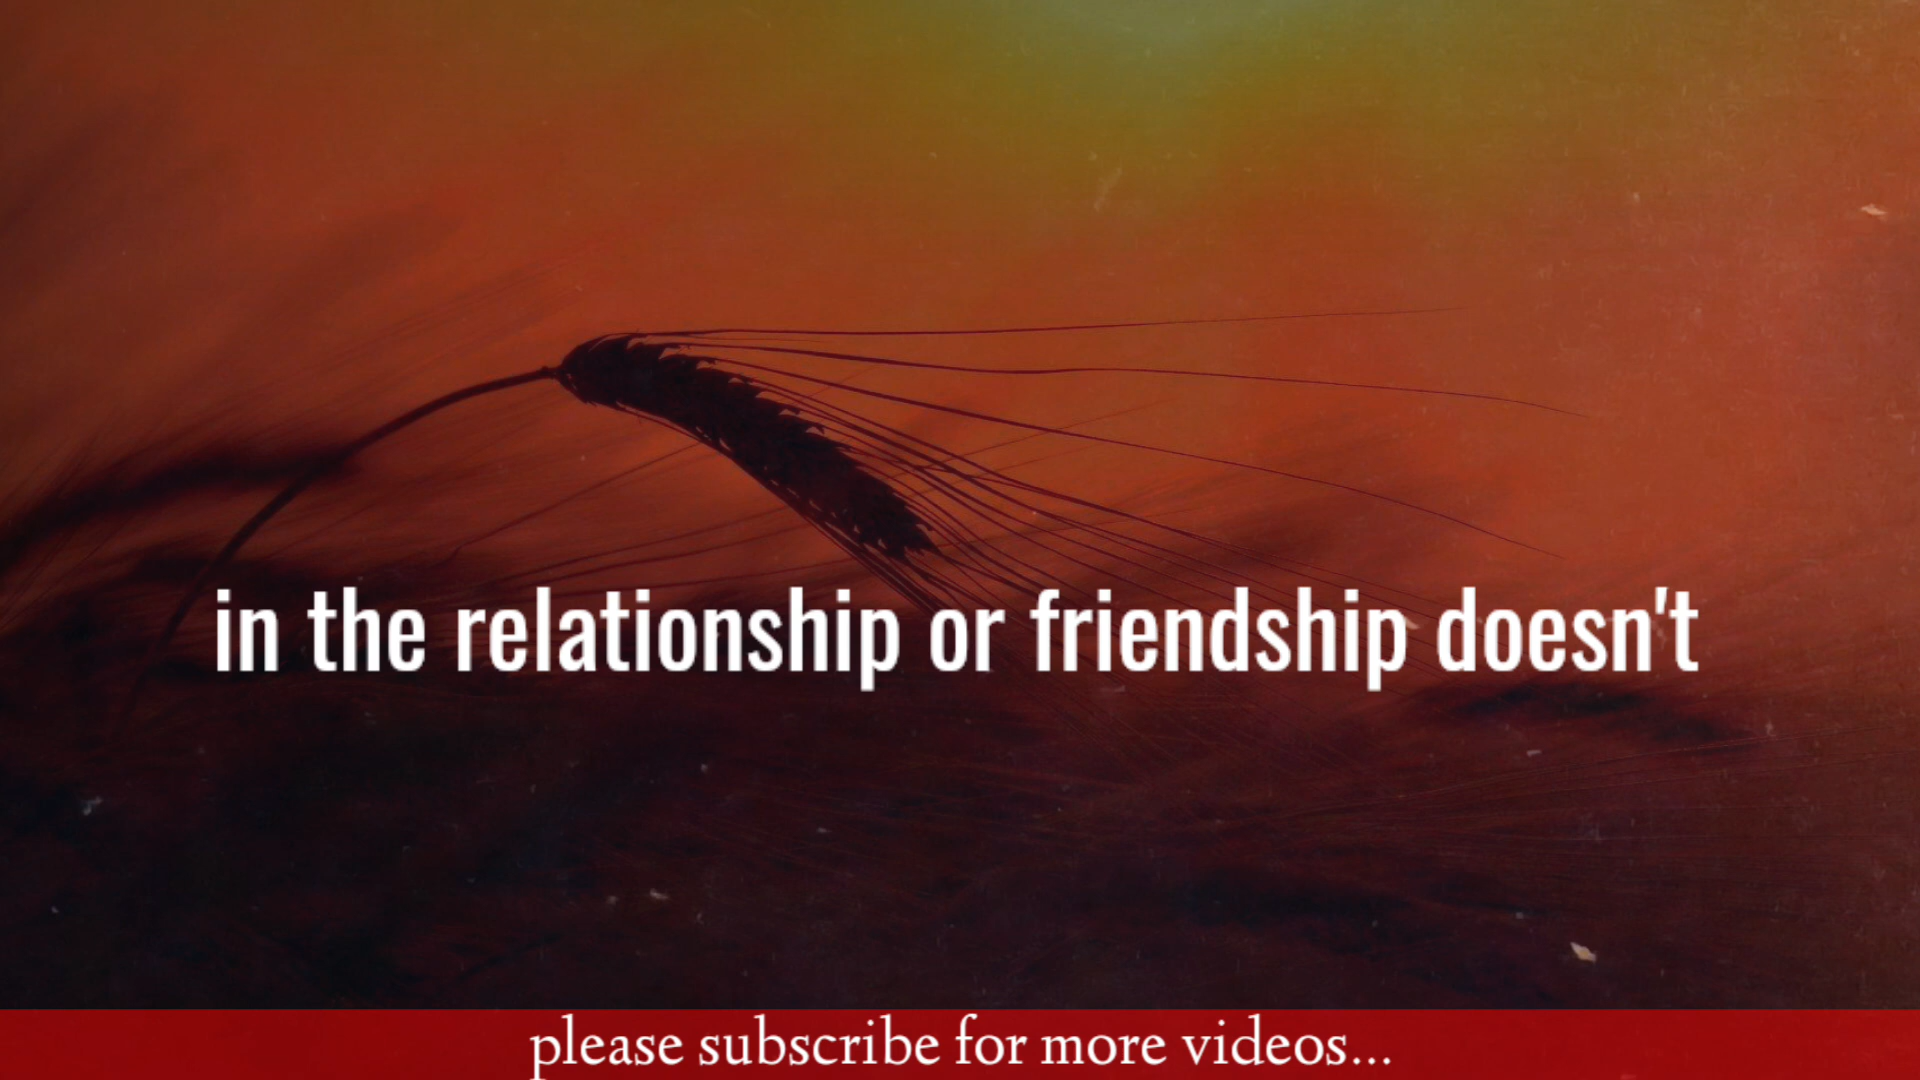 in the relationship or friendship doesn't
please subscribe for more videos...